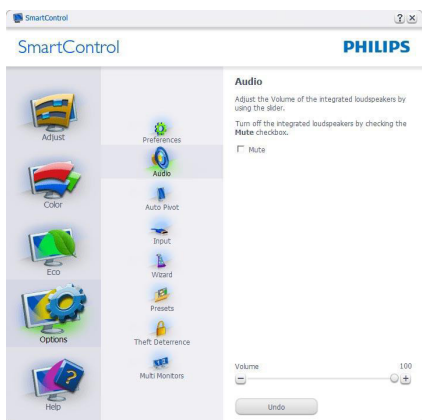 SmartControl
SmartControl
PHILIPS
Adjust
Color
Eco
Options
Help
Preferences
Audio
Auto Pivot
Input
Wizard
Presets
Theft Deterrence
Multi Monitors
Audio
Adjust the Volume of the integrated loudspeakers by
using the slider.
Turn off the integrated loudspeakers by checking the
Mute checkbox.
Mute
Volume 100
Undo